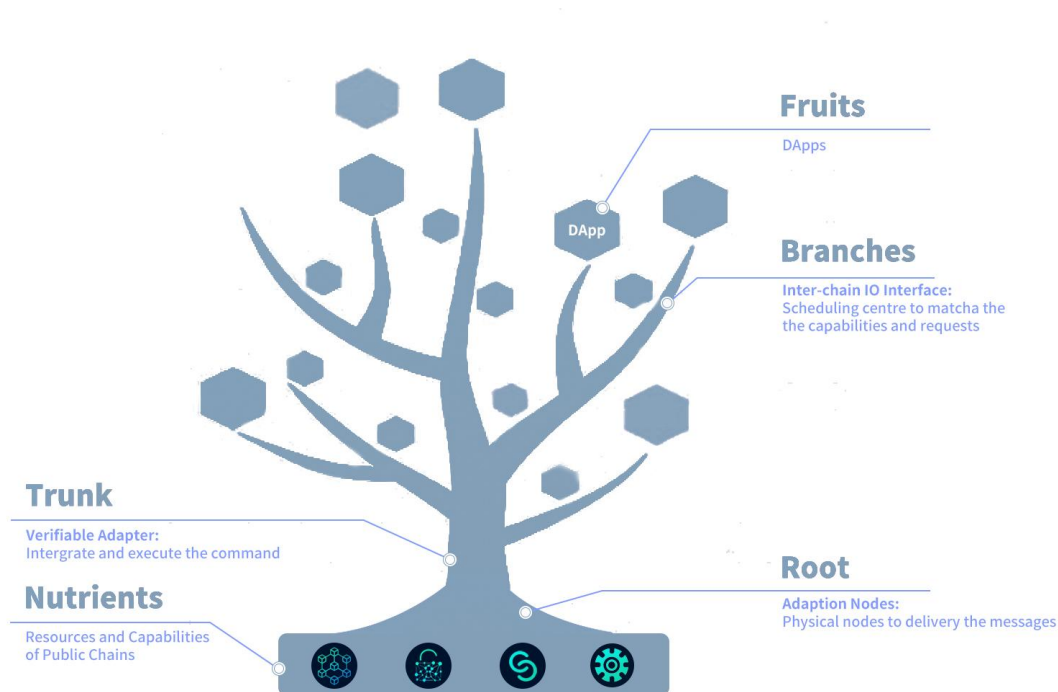 Fruits
DApps
DApp
Branches
Inter-chain IO Interface:
Scheduling centre to matcha the
the capabilities and requests
Trunk
Verifiable Adapter:
Intergrate and execute the command
Root
Adaption Nodes:
Physical nodes to delivery the messages
Nutrients
Resources and Capabilities
of Public Chains